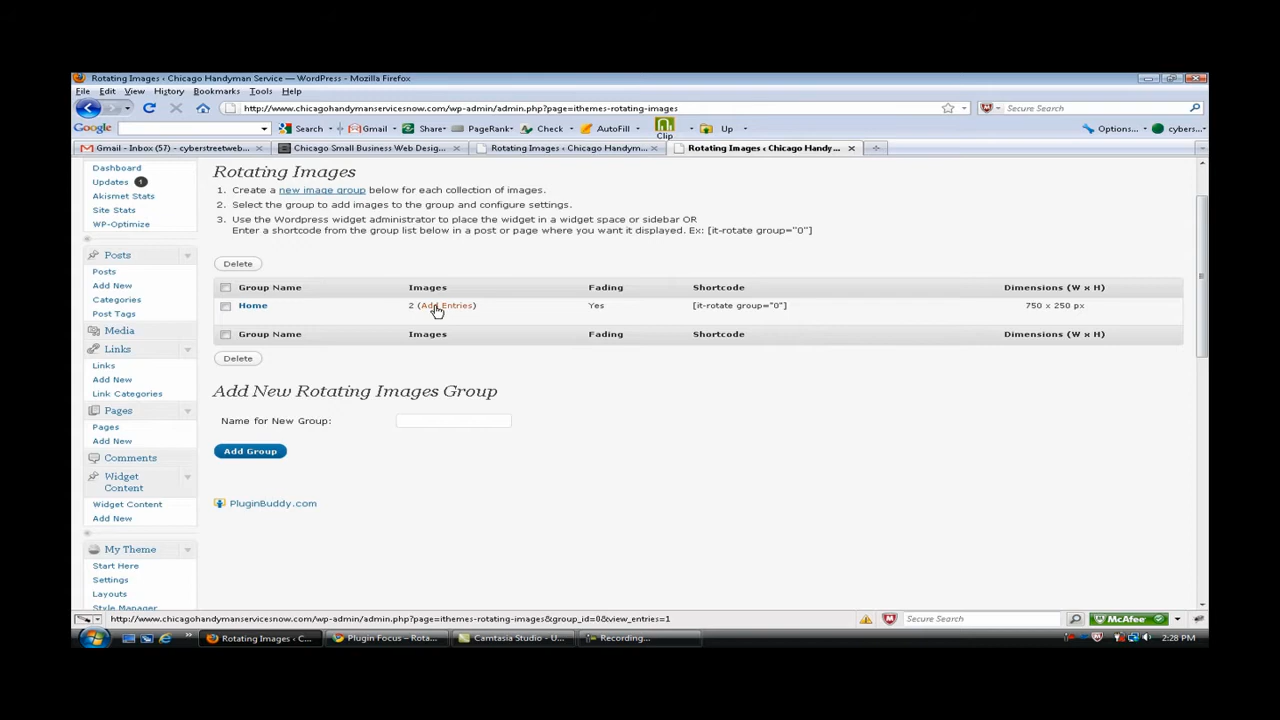 Rotating Images ‹ Chicago Handyman Service — WordPress - Mozilla Firefox
File Edit View History Bookmarks Tools Help
http://www.chicagohandymanservicesnow.com/wp-admin/admin.php?page=ithemes-rotating-images
Secure Search
Google Search Gmail Share PageRank Check AutoFill Clip Up Options... cybers...
Gmail - Inbox (57) - cyberstreetweb... Chicago Small Business Web Desig... Rotating Images ‹ Chicago Handym... Rotating Images ‹ Chicago Handy...
Dashboard
Updates 1
Akismet Stats
Site Stats
WP-Optimize
Posts
Posts
Add New
Categories
Post Tags
Media
Links
Links
Add New
Link Categories
Pages
Pages
Add New
Comments
Widget
Content
Widget Content
Add New
My Theme
Start Here
Settings
Layouts
Style Manager
Rotating Images
1. Create a new image group below for each collection of images.
2. Select the group to add images to the group and configure settings.
3. Use the Wordpress widget administrator to place the widget in a widget space or sidebar OR
Enter a shortcode from the group list below in a post or page where you want it displayed. Ex: [it-rotate group="0"]
Delete
Group Name Images Fading Shortcode Dimensions (W x H)
Home 2 (Add Entries) Yes [it-rotate group="0"] 750 x 250 px
Group Name Images Fading Shortcode Dimensions (W x H)
Delete
Add New Rotating Images Group
Name for New Group:
Add Group
PluginBuddy.com
http://www.chicagohandymanservicesnow.com/wp-admin/admin.php?page=ithemes-rotating-images&group_id=0&view_entries=1
Secure Search McAfee
Rotating Images ‹ C... Plugin Focus – Rota... Camtasia Studio - U... Recording...
2:28 PM